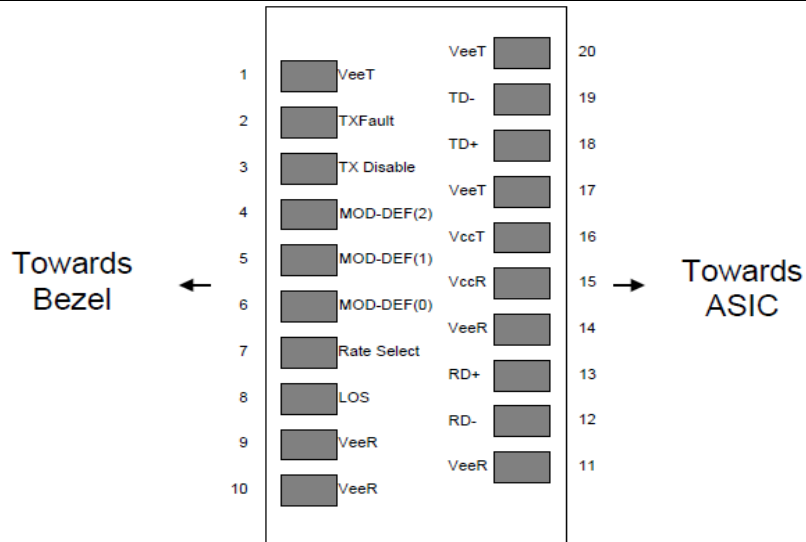 VeeT 20
1 VeeT
TD- 19
2 TXFault
TD+ 18
3 TX Disable
VeeT 17
4 MOD-DEF(2)
VccT 16
5 MOD-DEF(1)
Towards
Bezel
VccR 15
Towards
ASIC
6 MOD-DEF(0)
VeeR 14
7 Rate Select
RD+ 13
8 LOS
RD- 12
9 VeeR
VeeR 11
10 VeeR